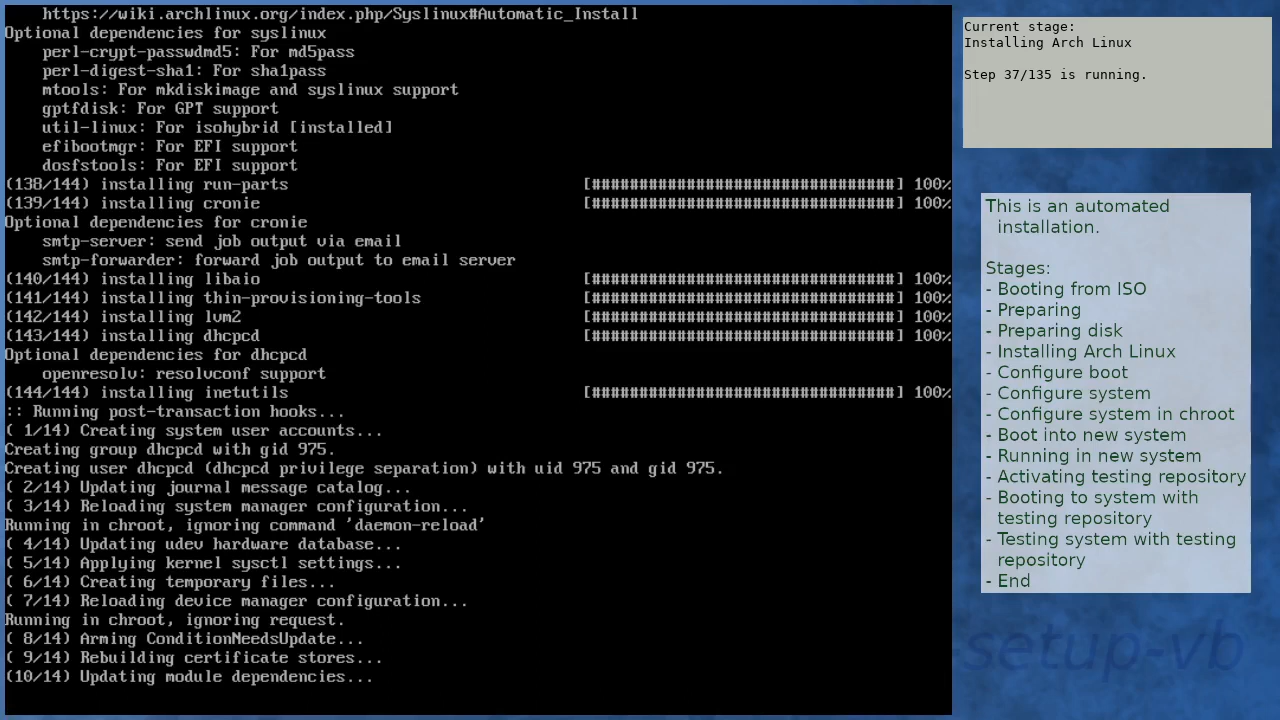 https://wiki.archlinux.org/index.php/Syslinux#Automatic_Install
Optional dependencies for syslinux
perl-crypt-passwdmd5: For md5pass
perl-digest-sha1: For sha1pass
mtools: For mkdiskimage and syslinux support
gptfdisk: For GPT support
util-linux: For isohybrid [installed]
efibootmgr: For EFI support
dosfstools: For EFI support
(138/144) installing run-parts [################################] 100%
(139/144) installing cronie [################################] 100%
Optional dependencies for cronie
smtp-server: send job output via email
smtp-forwarder: forward job output to email server
(140/144) installing libaio [################################] 100%
(141/144) installing thin-provisioning-tools [################################] 100%
(142/144) installing lvm2 [################################] 100%
(143/144) installing dhcpcd [################################] 100%
Optional dependencies for dhcpcd
openresolv: resolvconf support
(144/144) installing inetutils [################################] 100%
:: Running post-transaction hooks...
( 1/14) Creating system user accounts...
Creating group dhcpcd with gid 975.
Creating user dhcpcd (dhcpcd privilege separation) with uid 975 and gid 975.
( 2/14) Updating journal message catalog...
( 3/14) Reloading system manager configuration...
Running in chroot, ignoring command 'daemon-reload'
( 4/14) Updating udev hardware database...
( 5/14) Applying kernel sysctl settings...
( 6/14) Creating temporary files...
( 7/14) Reloading device manager configuration...
Running in chroot, ignoring request.
( 8/14) Arming ConditionNeedsUpdate...
( 9/14) Rebuilding certificate stores...
(10/14) Updating module dependencies...
Current stage:
Installing Arch Linux
Step 37/135 is running.
This is an automated
installation.
Stages:
- Booting from ISO
- Preparing
- Preparing disk
- Installing Arch Linux
- Configure boot
- Configure system
- Configure system in chroot
- Boot into new system
- Running in new system
- Activating testing repository
- Booting to system with
testing repository
- Testing system with testing
repository
- End
-setup-vb